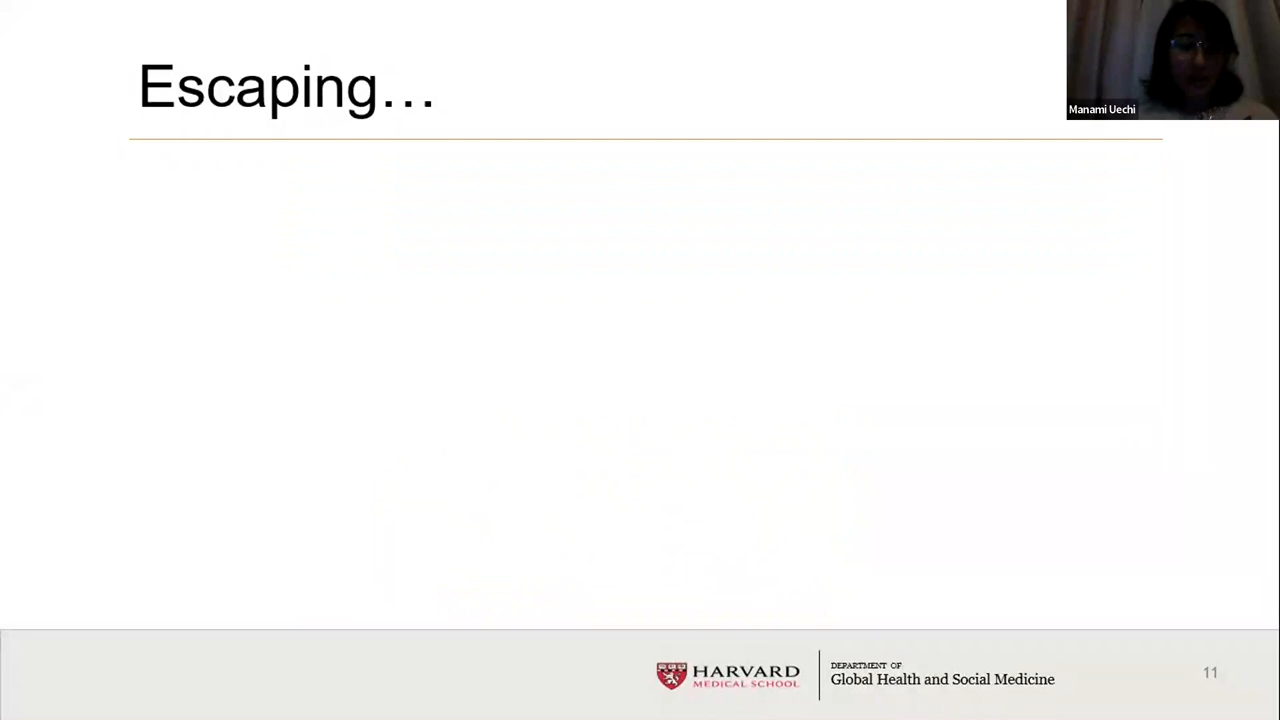 Escaping…
Manami Uechi
HARVARD
MEDICAL SCHOOL
DEPARTMENT OF
Global Health and Social Medicine
11